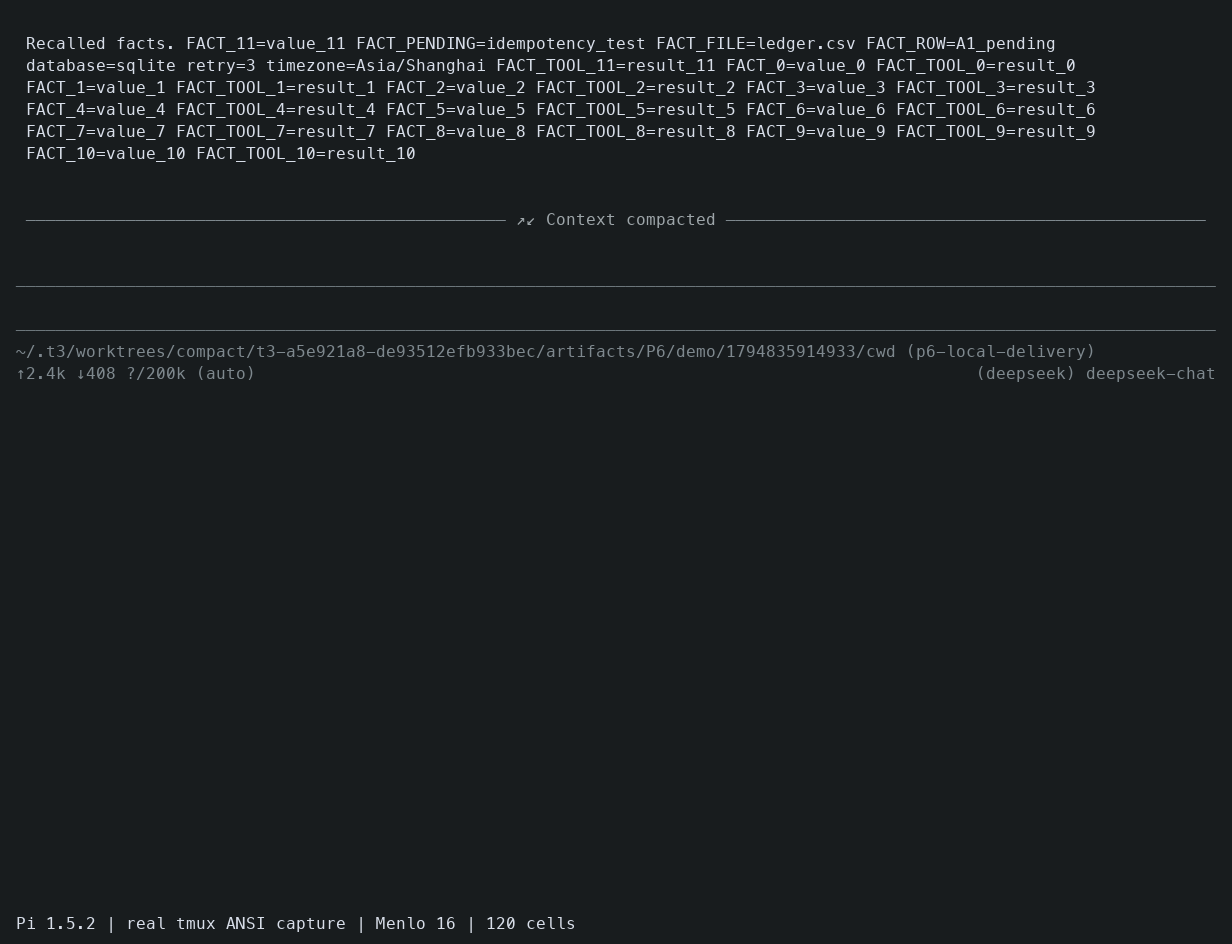 Recalled facts. FACT_11=value_11 FACT_PENDING=idempotency_test FACT_FILE=ledger.csv FACT_ROW=A1_pending
database=sqlite retry=3 timezone=Asia/Shanghai FACT_TOOL_11=result_11 FACT_0=value_0 FACT_TOOL_0=result_0
FACT_1=value_1 FACT_TOOL_1=result_1 FACT_2=value_2 FACT_TOOL_2=result_2 FACT_3=value_3 FACT_TOOL_3=result_3
FACT_4=value_4 FACT_TOOL_4=result_4 FACT_5=value_5 FACT_TOOL_5=result_5 FACT_6=value_6 FACT_TOOL_6=result_6
FACT_7=value_7 FACT_TOOL_7=result_7 FACT_8=value_8 FACT_TOOL_8=result_8 FACT_9=value_9 FACT_TOOL_9=result_9
FACT_10=value_10 FACT_TOOL_10=result_10
↗↙ Context compacted
~/.t3/worktrees/compact/t3-a5e921a8-de93512efb933bec/artifacts/P6/demo/1794835914933/cwd (p6-local-delivery)
↑2.4k ↓408 ?/200k (auto) (deepseek) deepseek-chat
Pi 1.5.2 | real tmux ANSI capture | Menlo 16 | 120 cells